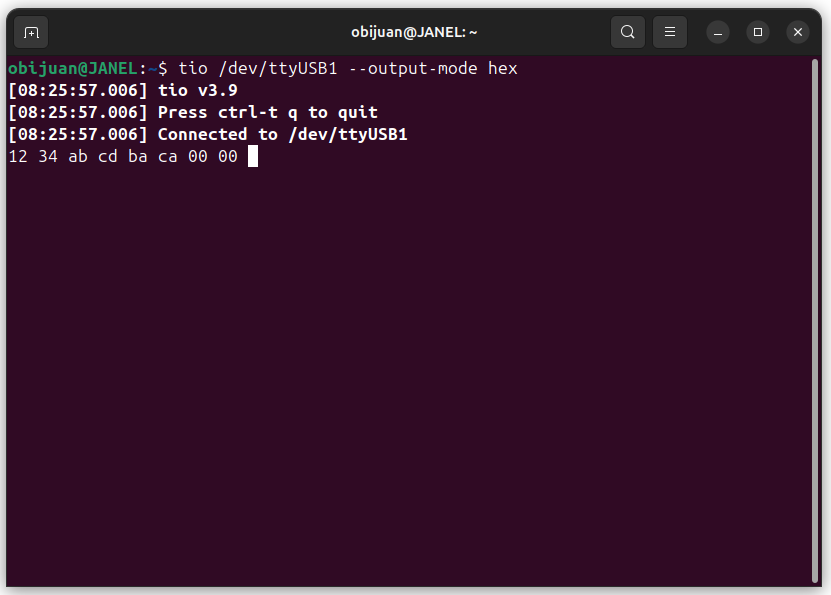 obijuan@JANEL: ~
obijuan@JANEL:~$ tio /dev/ttyUSB1 --output-mode hex
[08:25:57.006] tio v3.9
[08:25:57.006] Press ctrl-t q to quit
[08:25:57.006] Connected to /dev/ttyUSB1
12 34 ab cd ba ca 00 00